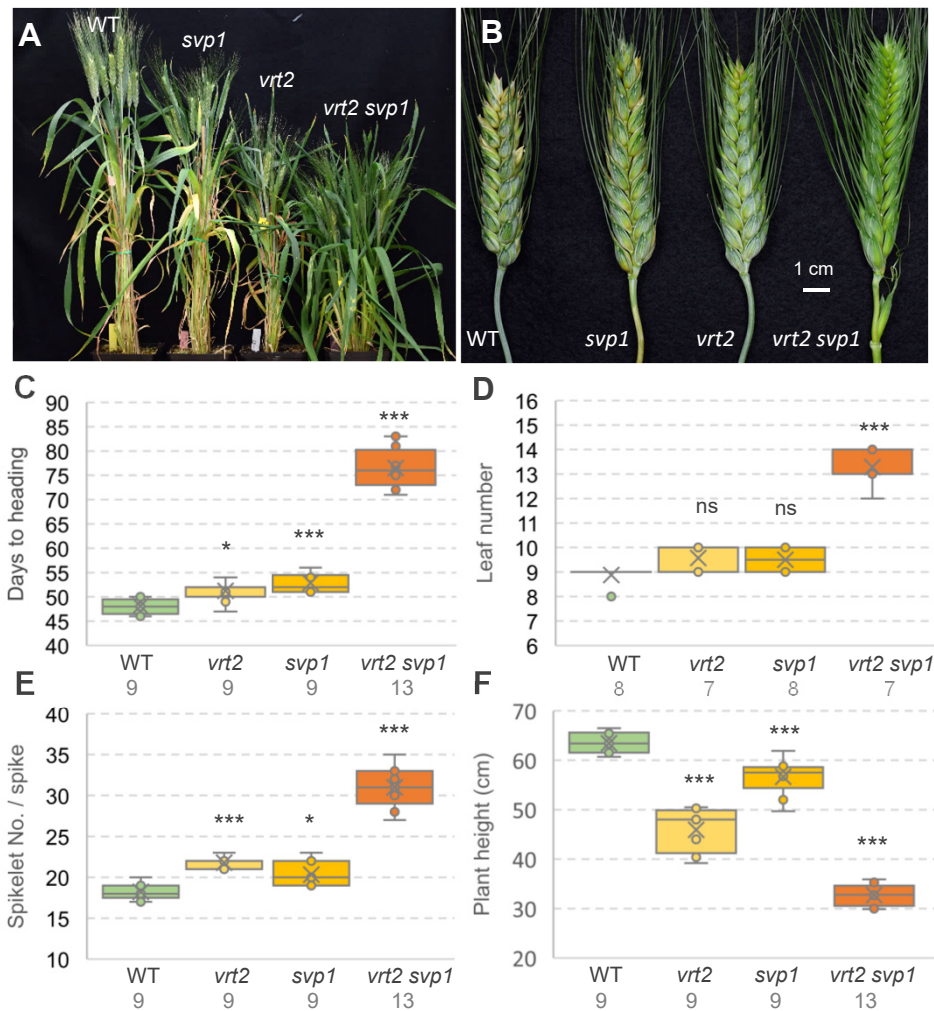 A
WT
svp1
vrt2
vrt2 svp1
B
1 cm
WT
svp1
vrt2
vrt2 svp1
C
Days to heading
90
85
80
75
70
65
60
55
50
45
40
*
***
***
WT vrt2 svp1 vrt2 svp1
9 9 9 13
D
Leaf number
16
15
14
13
12
11
10
9
8
7
6
ns
ns
***
WT vrt2 svp1 vrt2 svp1
8 7 8 7
E
Spikelet No. / spike
40
35
30
25
20
15
10
***
*
***
WT vrt2 svp1 vrt2 svp1
9 9 9 13
F
Plant height (cm)
70
60
50
40
30
20
***
***
***
WT vrt2 svp1 vrt2 svp1
9 9 9 13